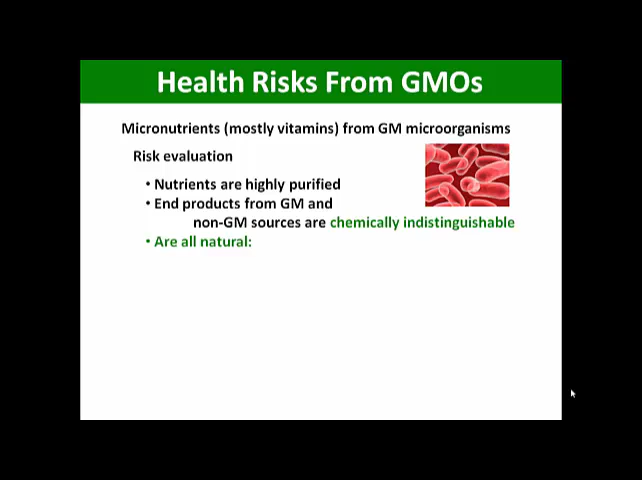 Health Risks From GMOs
Micronutrients (mostly vitamins) from GM microorganisms
Risk evaluation
• Nutrients are highly purified
• End products from GM and
non-GM sources are chemically indistinguishable
• Are all natural: